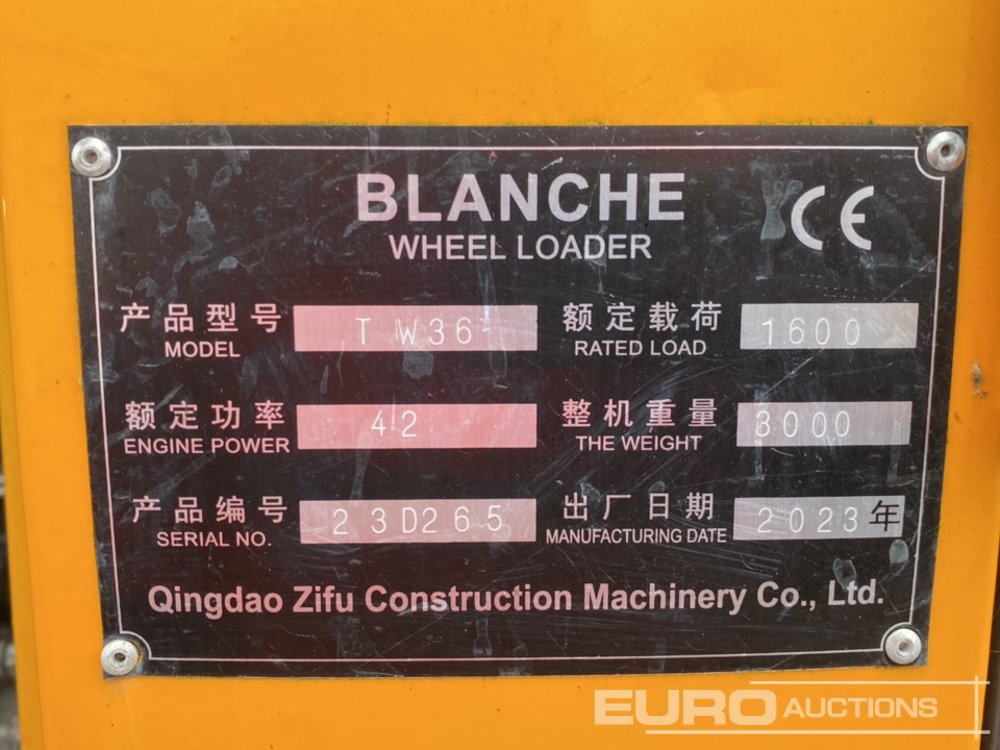 BLANCHE CE
WHEEL LOADER
产品型号 TW36 额定载荷 1600
MODEL RATED LOAD
额定功率 42 整机重量 3000
ENGINE POWER THE WEIGHT
产品编号 23D265 出厂日期 2023年
SERIAL NO. MANUFACTURING DATE
Qingdao Zifu Construction Machinery Co., Ltd.
EURO AUCTIONS